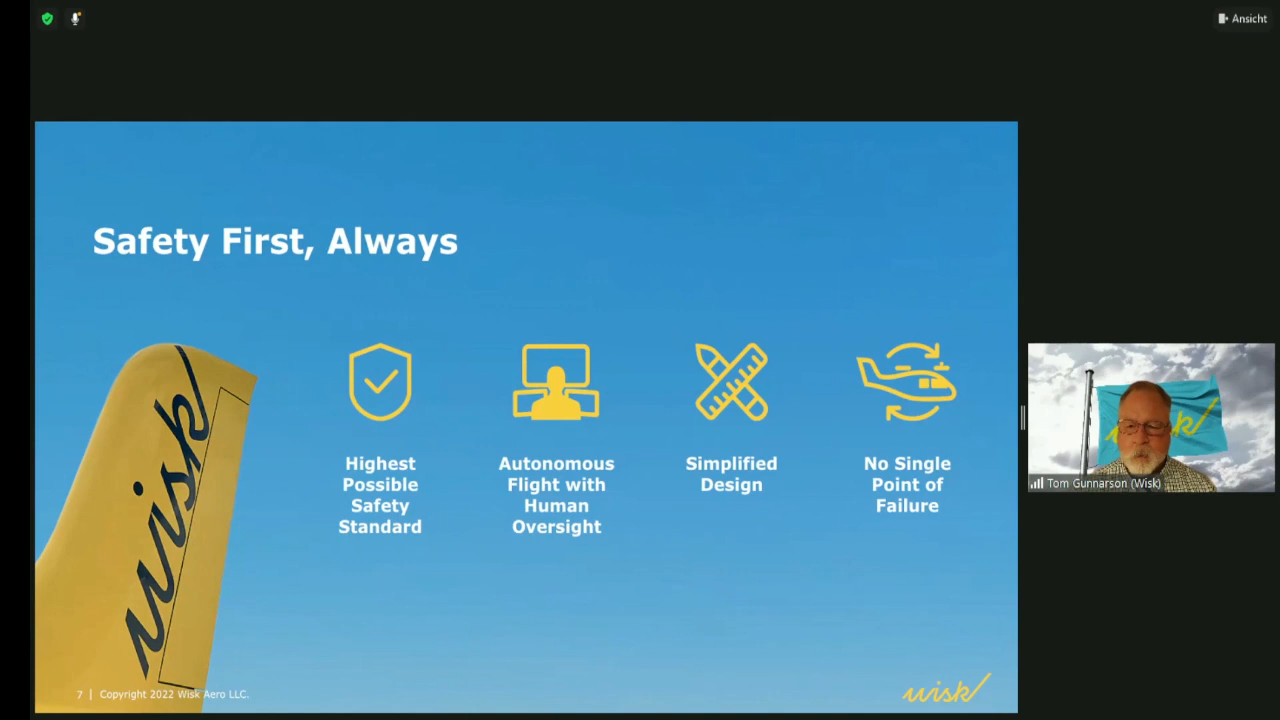 Ansicht
Safety First, Always
wisk
Highest
Possible
Safety
Standard
Autonomous
Flight with
Human
Oversight
Simplified
Design
No Single
Point of
Failure
wisk
Tom Gunnarson (Wisk)
7 | Copyright 2022 Wisk Aero LLC.
wisk